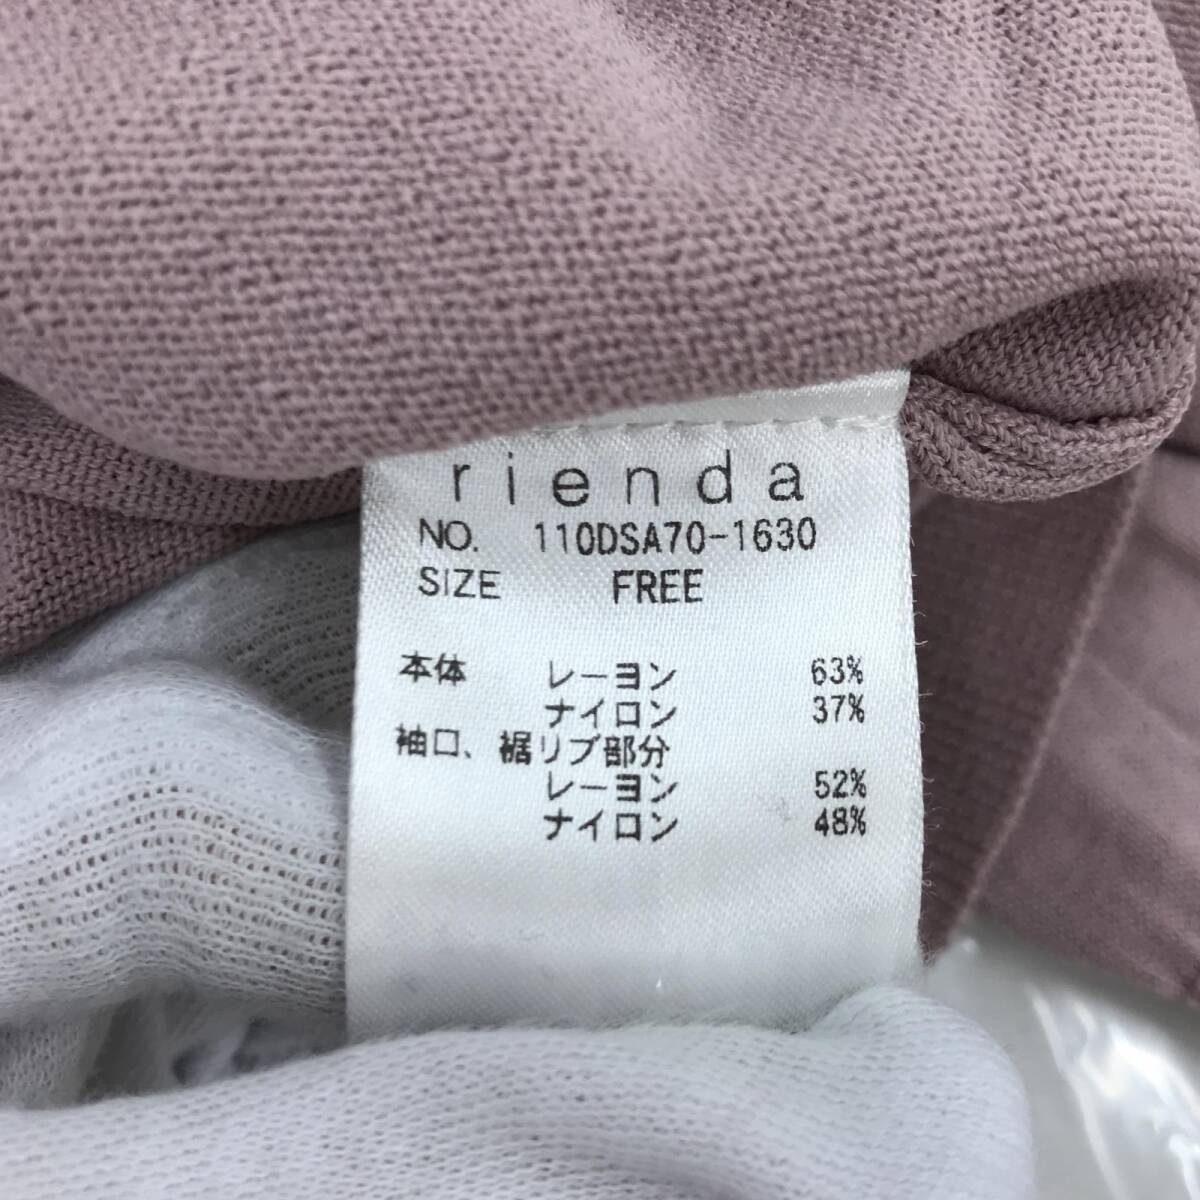 rienda
NO. 110DSA70-1630
SIZE FREE
本体 レーヨン 63%
ナイロン 37%
袖口、裾リブ部分
レーヨン 52%
ナイロン 48%